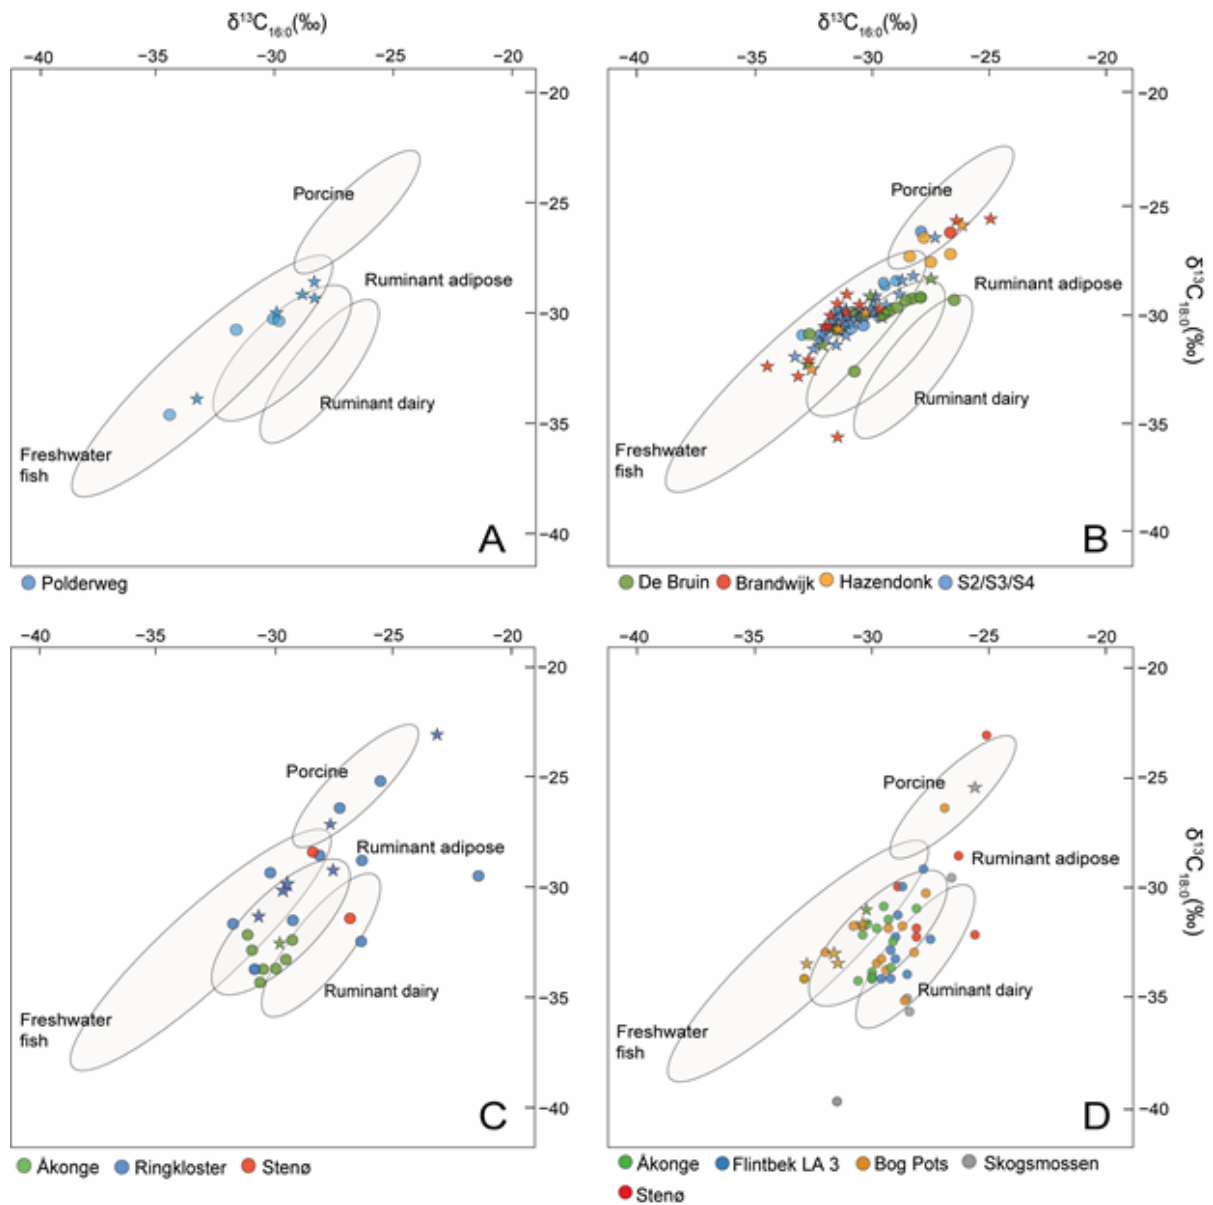 δ¹³C₁₆:₀(‰) δ¹³C₁₆:₀(‰)
−40 −35 −30 −25 −20 −40 −35 −30 −25 −20
−20 −20
Porcine Porcine
−25 −25
Ruminant adipose Ruminant adipose
−30 −30
δ¹³C₁₈:₀(‰)
Ruminant dairy Ruminant dairy
−35 −35
Freshwater Freshwater
fish fish
−40 −40
A B
Polderweg De Bruin Brandwijk Hazendonk S2/S3/S4
−40 −35 −30 −25 −20 −40 −35 −30 −25 −20
−20 −20
Porcine Porcine
−25 −25
Ruminant adipose Ruminant adipose
−30 −30
δ¹³C₁₈:₀(‰)
Ruminant dairy Ruminant dairy
−35 −35
Freshwater Freshwater
fish fish
−40 −40
C D
Åkonge Ringkloster Stenø Åkonge Flintbek LA 3 Bog Pots Skogsmossen
Stenø